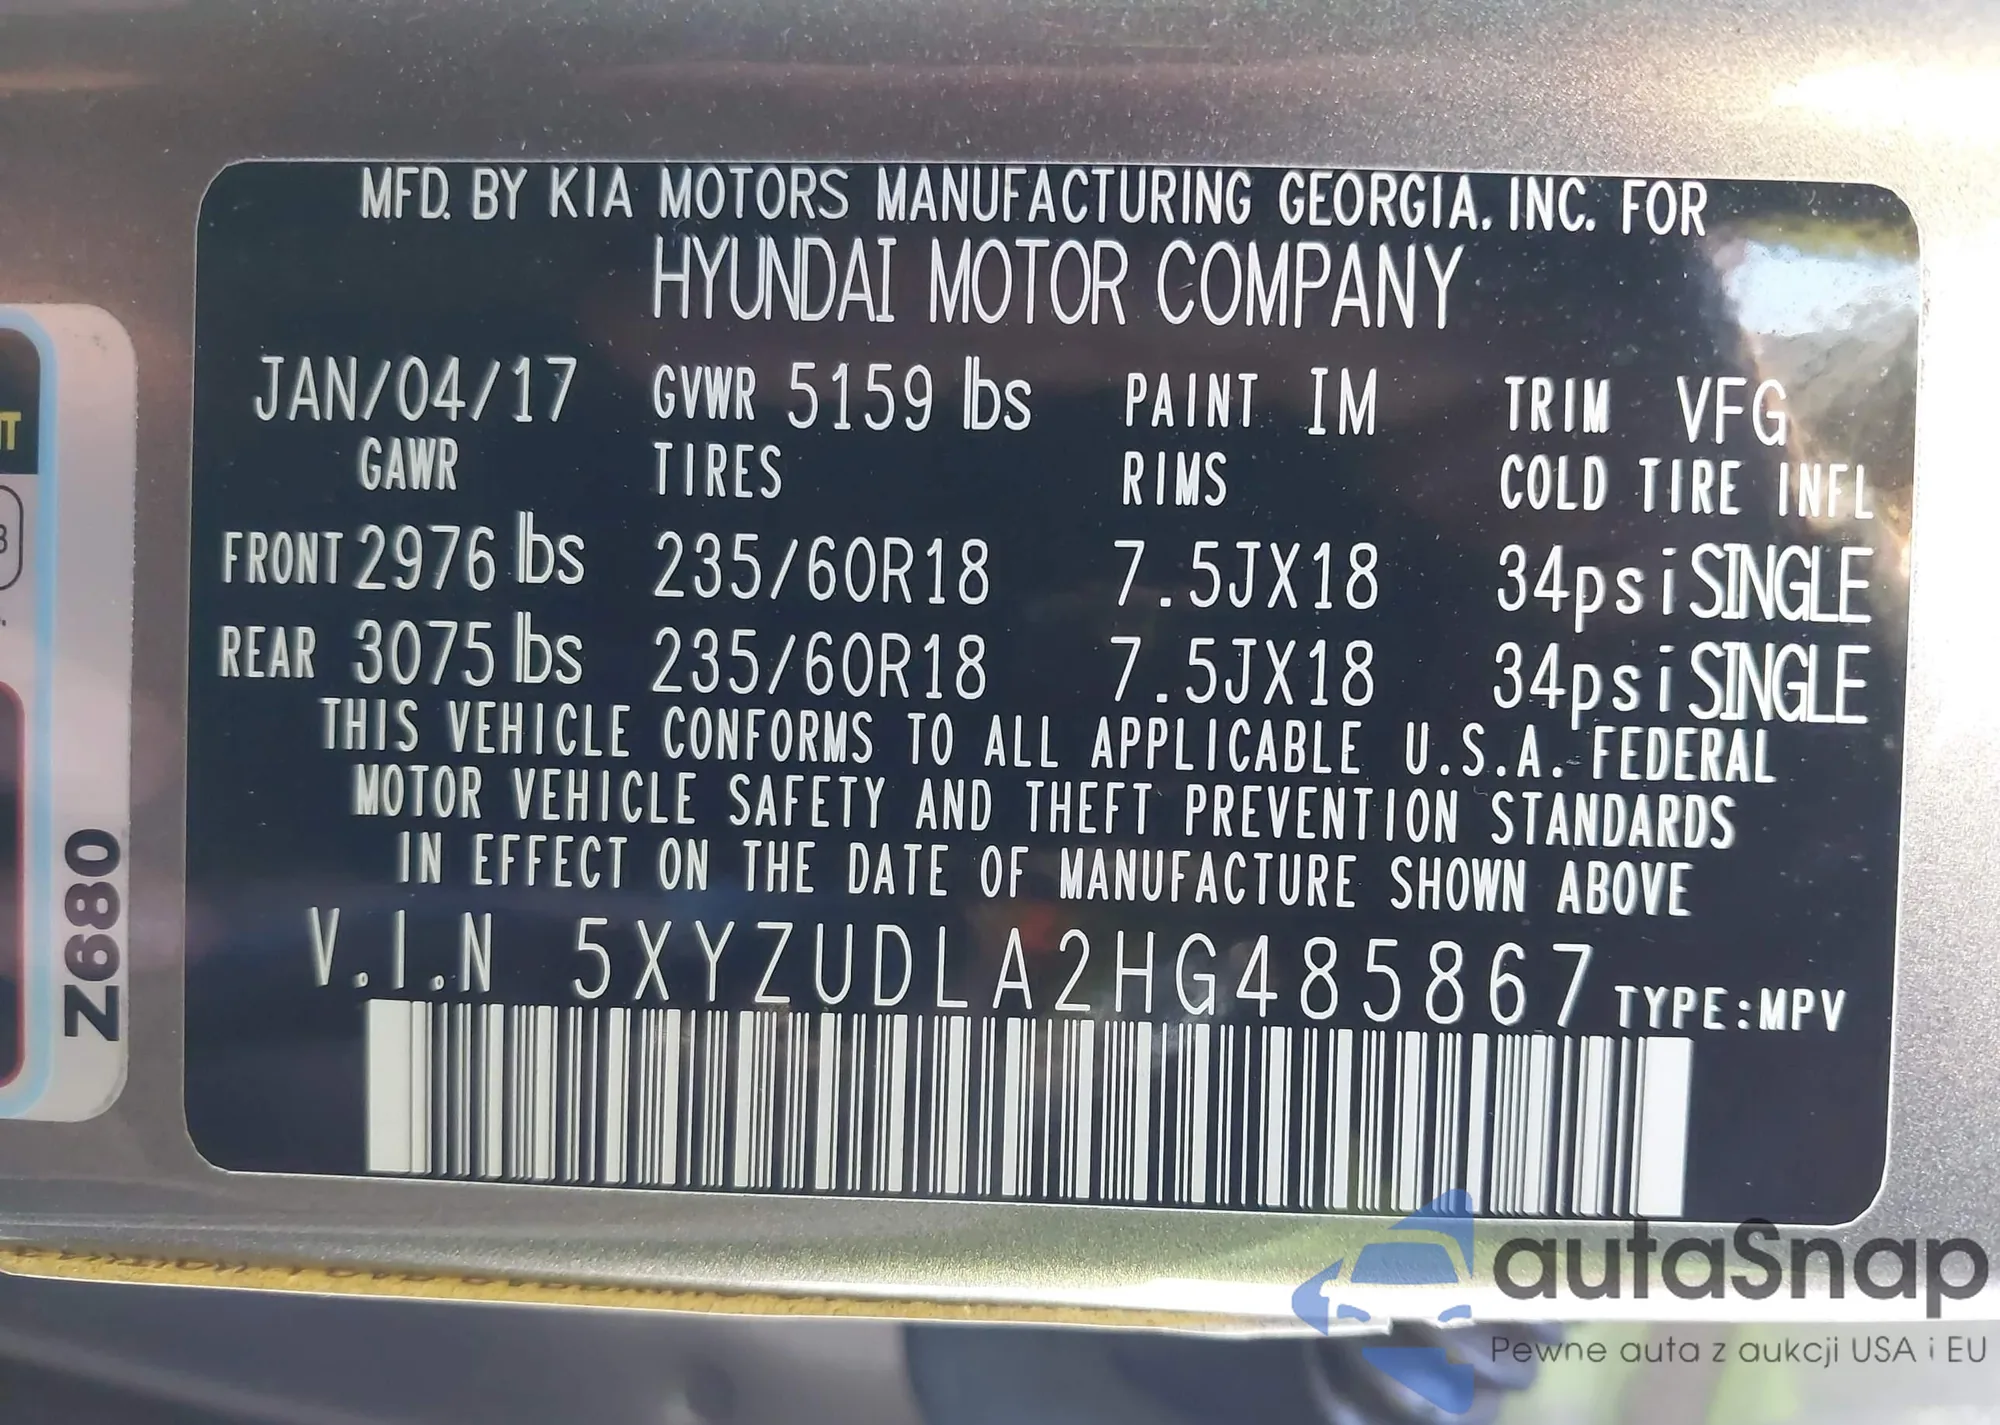 MFD. BY KIA MOTORS MANUFACTURING GEORGIA. INC. FOR
HYUNDAI MOTOR COMPANY
JAN/04/17 GVWR 5159 lbs PAINT IM TRIM VFG
GAWR TIRES RIMS COLD TIRE INFL
FRONT 2976 lbs 235/60R18 7.5JX18 34psi SINGLE
REAR 3075 lbs 235/60R18 7.5JX18 34psi SINGLE
THIS VEHICLE CONFORMS TO ALL APPLICABLE U.S.A. FEDERAL
MOTOR VEHICLE SAFETY AND THEFT PREVENTION STANDARDS
IN EFFECT ON THE DATE OF MANUFACTURE SHOWN ABOVE
V.I.N 5XYZUDLA2HG485867 TYPE:MPV
Z680
autaSnap
Pewne auta z aukcji USA i EU